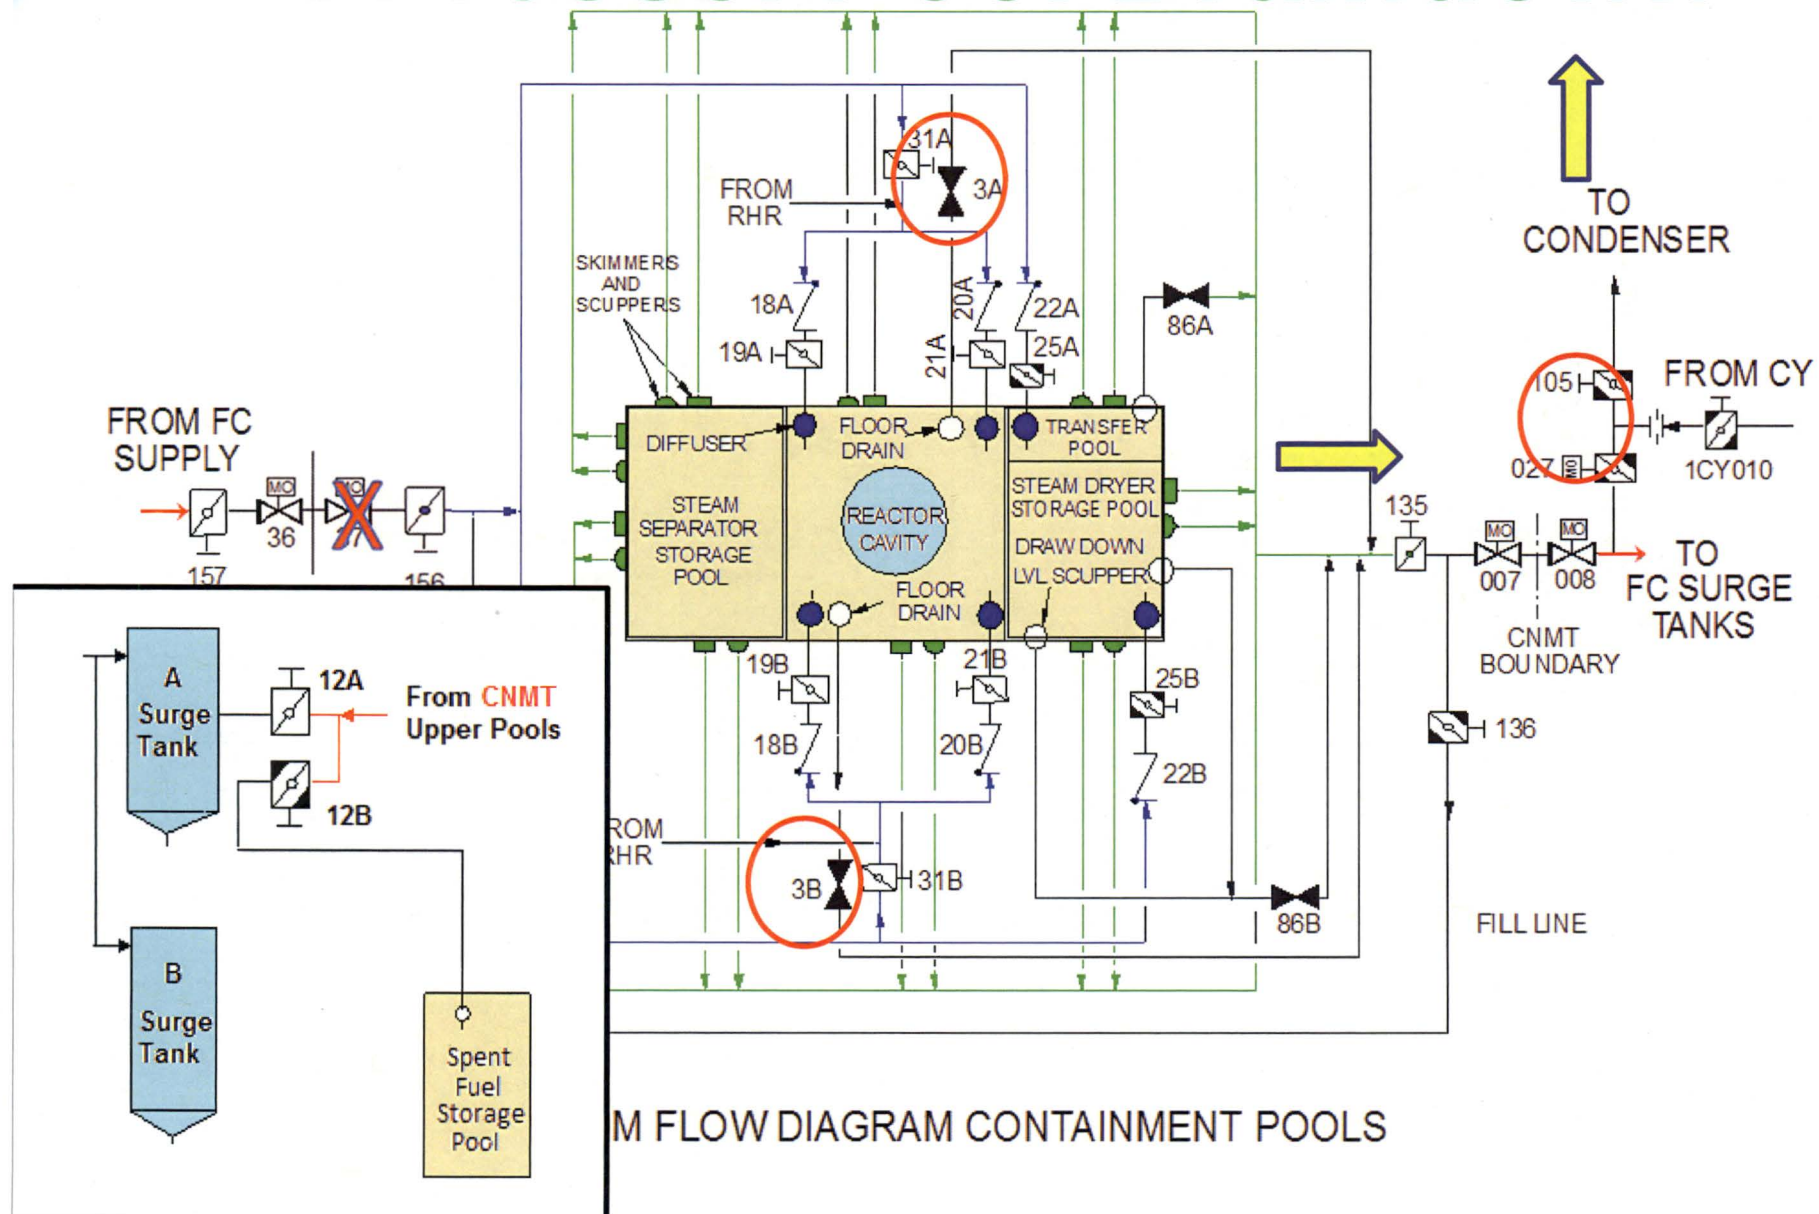 31A
3A
FROM
RHR
TO
CONDENSER
SKIMMERS
AND
SCUPPERS
18A
20A
22A
86A
19A
21A
25A
105
FROM CY
FROM FC
SUPPLY
DIFFUSER
FLOOR
DRAIN
TRANSFER
POOL
027
MO
1CY010
MO
MO
36
STEAM
SEPARATOR
STORAGE
POOL
REACTOR
CAVITY
STEAM DRYER
STORAGE POOL
DRAW DOWN
LVL SCUPPER
135
MO
MO
007
008
TO
FC SURGE
TANKS
157
156
FLOOR
DRAIN
CNMT
BOUNDARY
A
Surge
Tank
12A
From CNMT
Upper Pools
12B
19B
21B
25B
18B
20B
22B
136
ROM
RHR
3B
31B
86B
FILL LINE
B
Surge
Tank
Spent
Fuel
Storage
Pool
M FLOW DIAGRAM CONTAINMENT POOLS